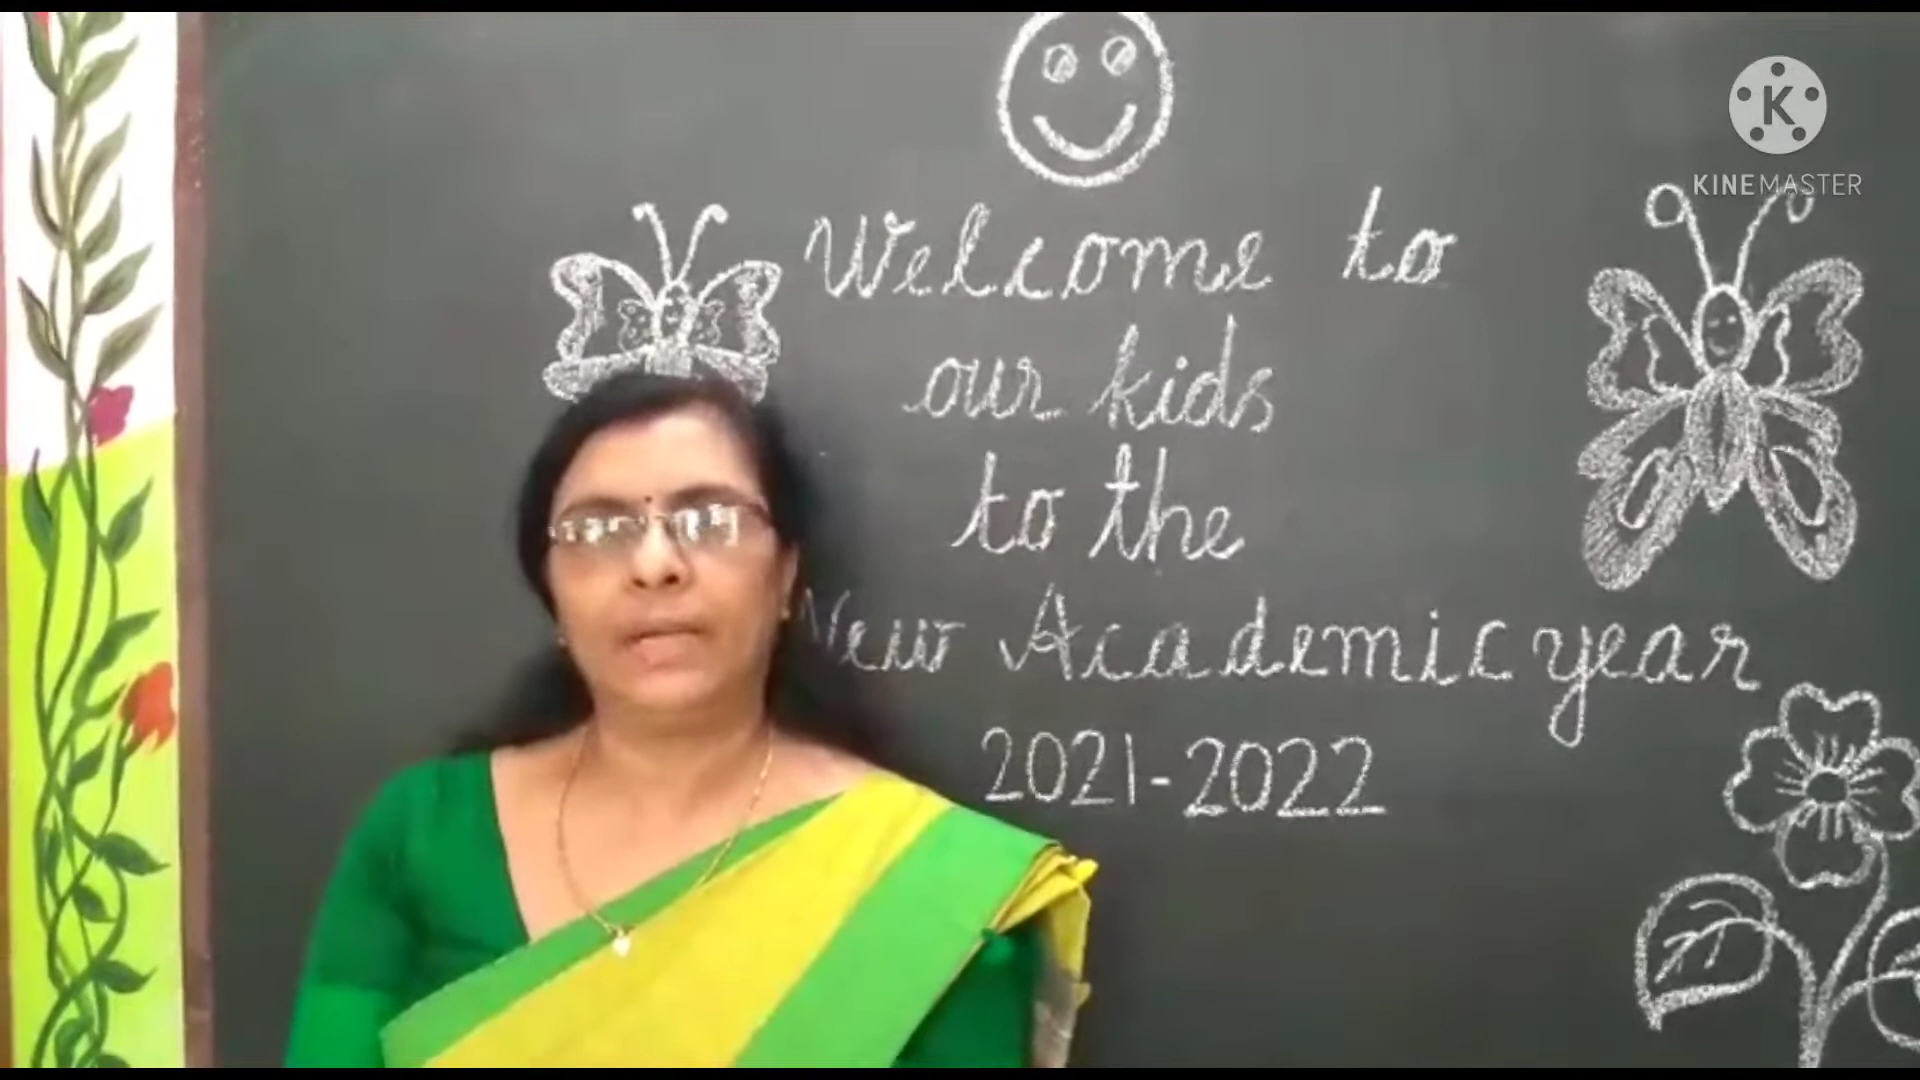 K
KINEMASTER
Welcome to
our kids
to the
New Academic year
2021-2022